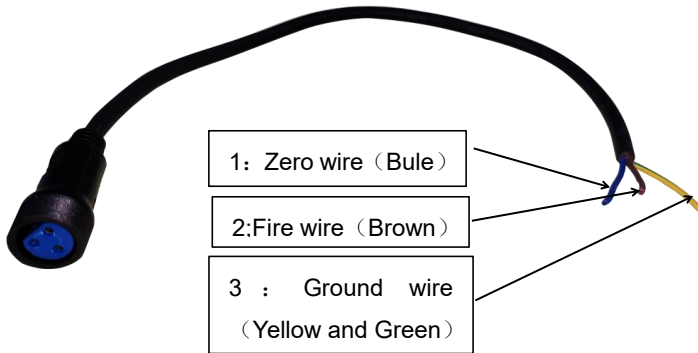 1：Zero wire（Bule）
2:Fire wire（Brown）
3 ： Ground wire
（Yellow and Green）